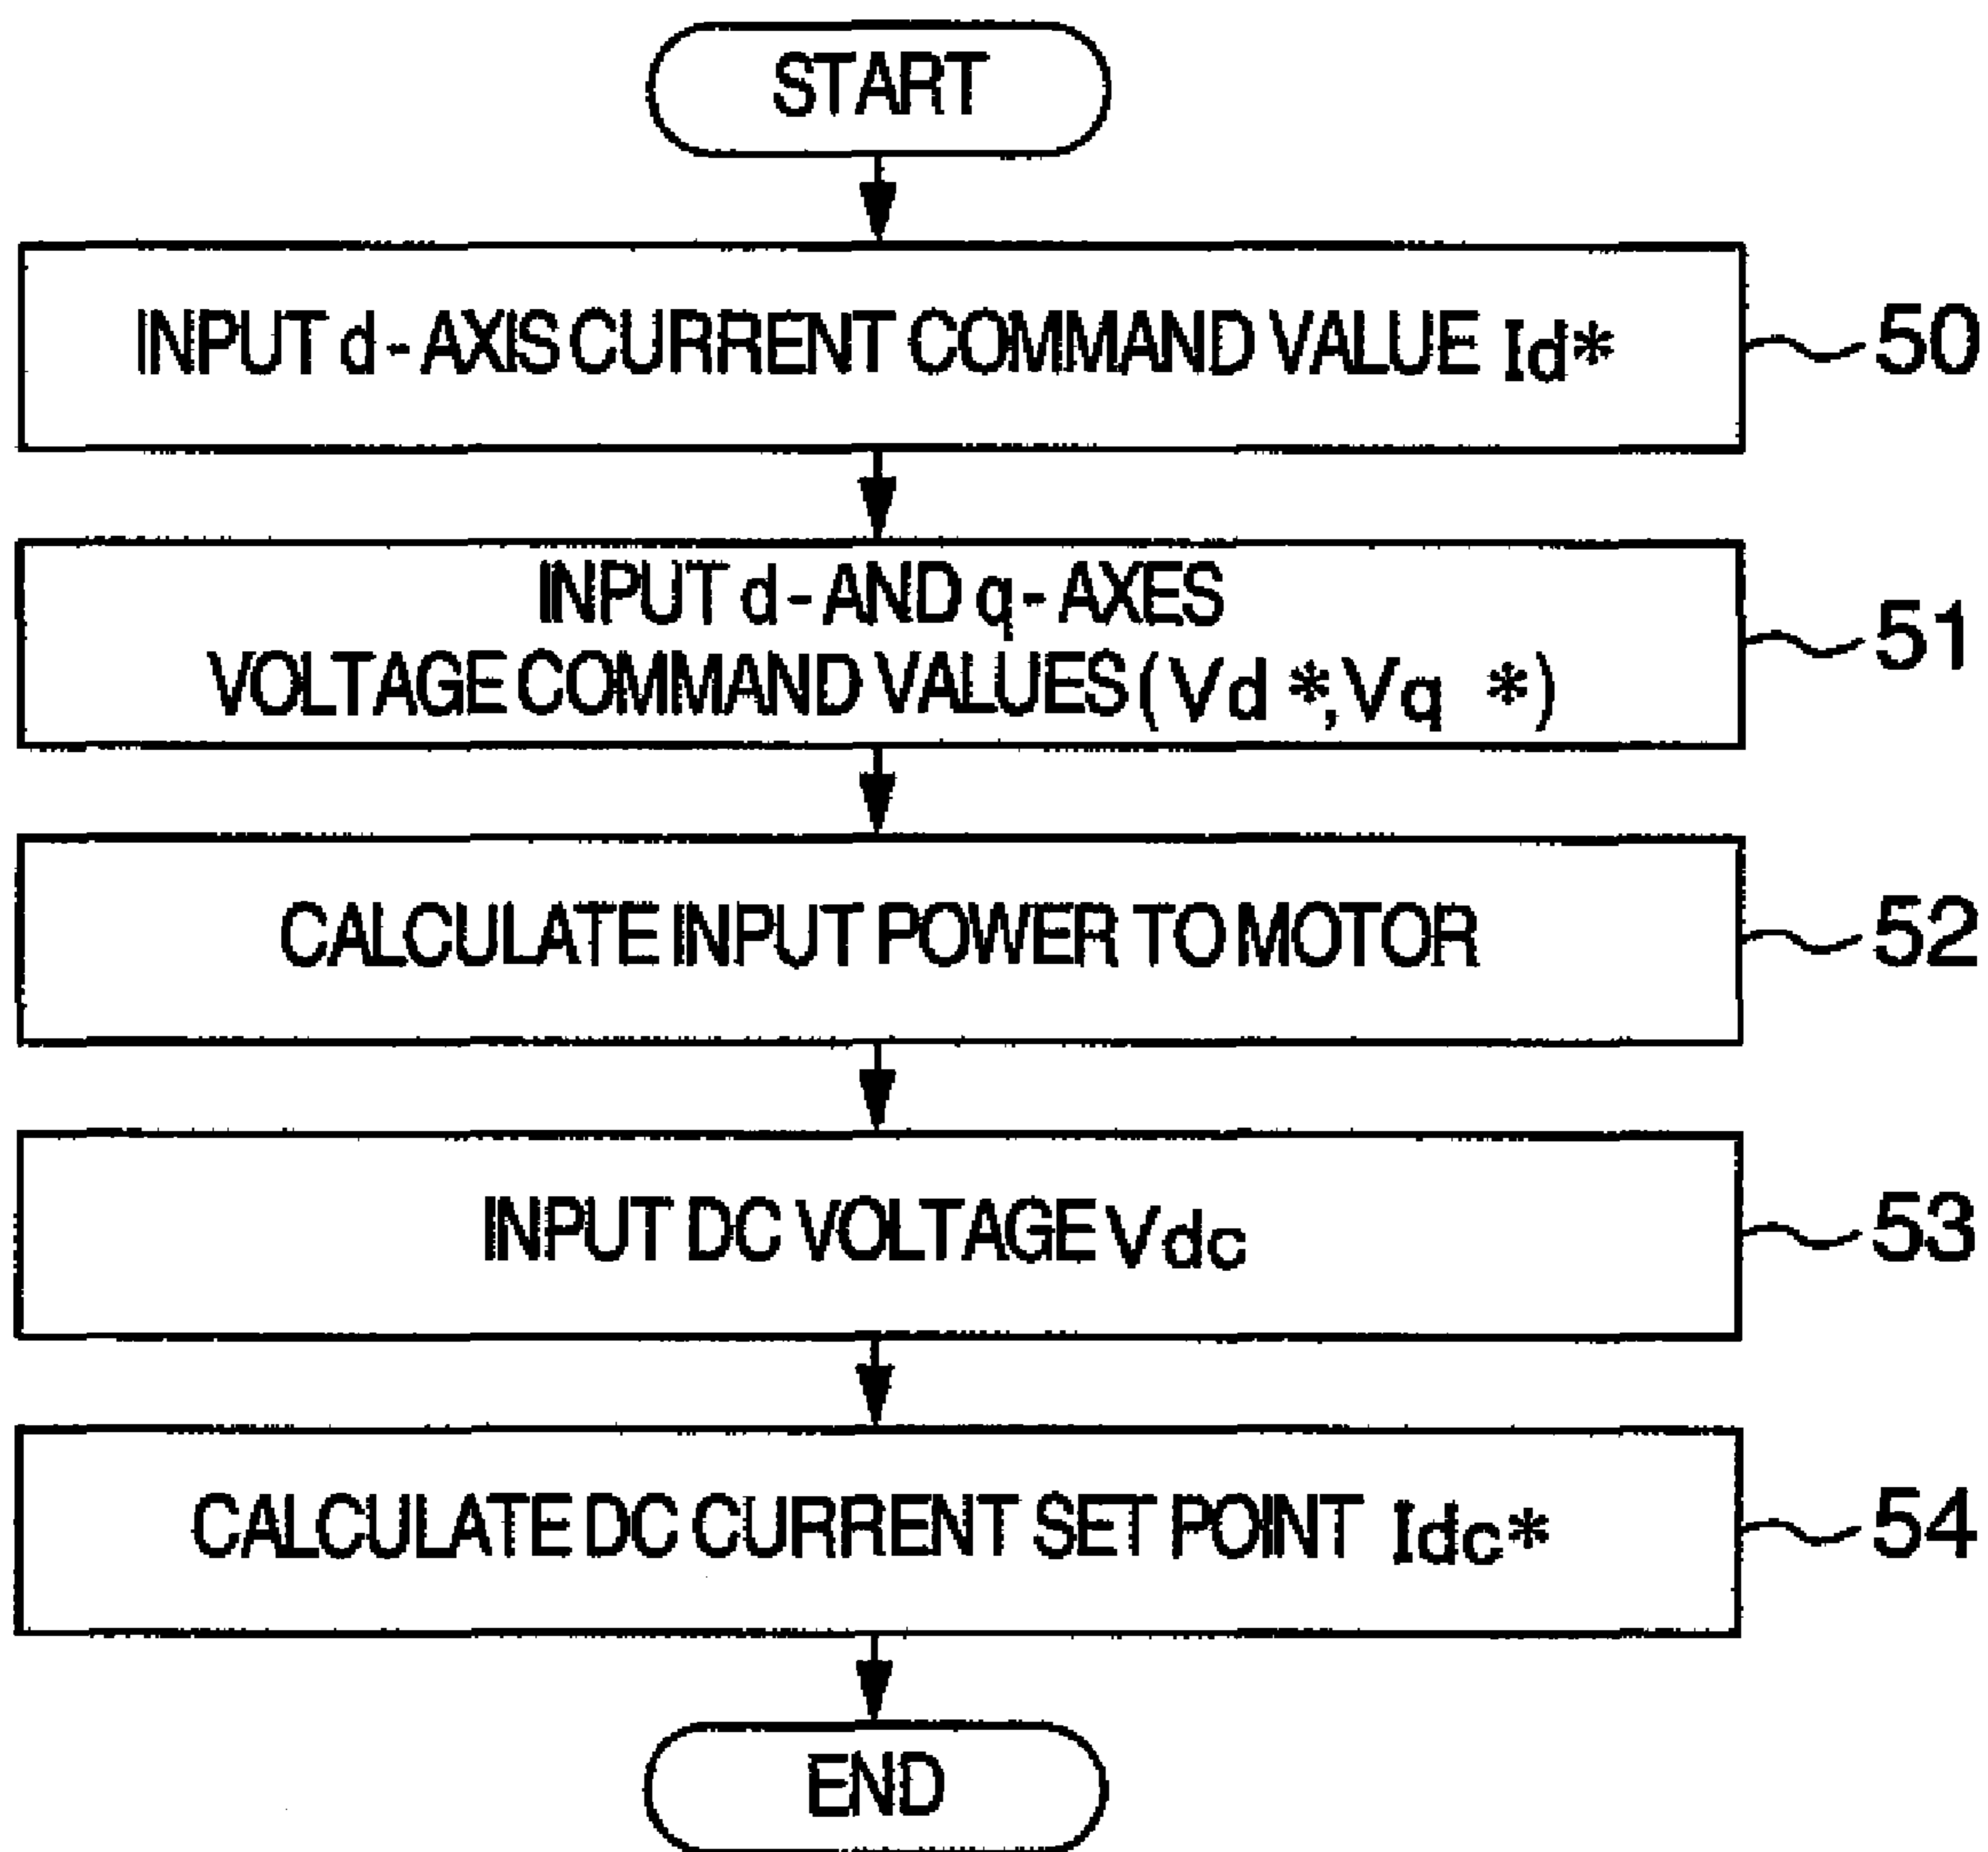 START
INPUT d-AXIS CURRENT COMMAND VALUE Id*
50
INPUT d-AND q-AXES
VOLTAGE COMMAND VALUES (Vd*, Vq*)
51
CALCULATE INPUT POWER TO MOTOR
52
INPUT DC VOLTAGE Vdc
53
CALCULATE DC CURRENT SET POINT Idc*
54
END